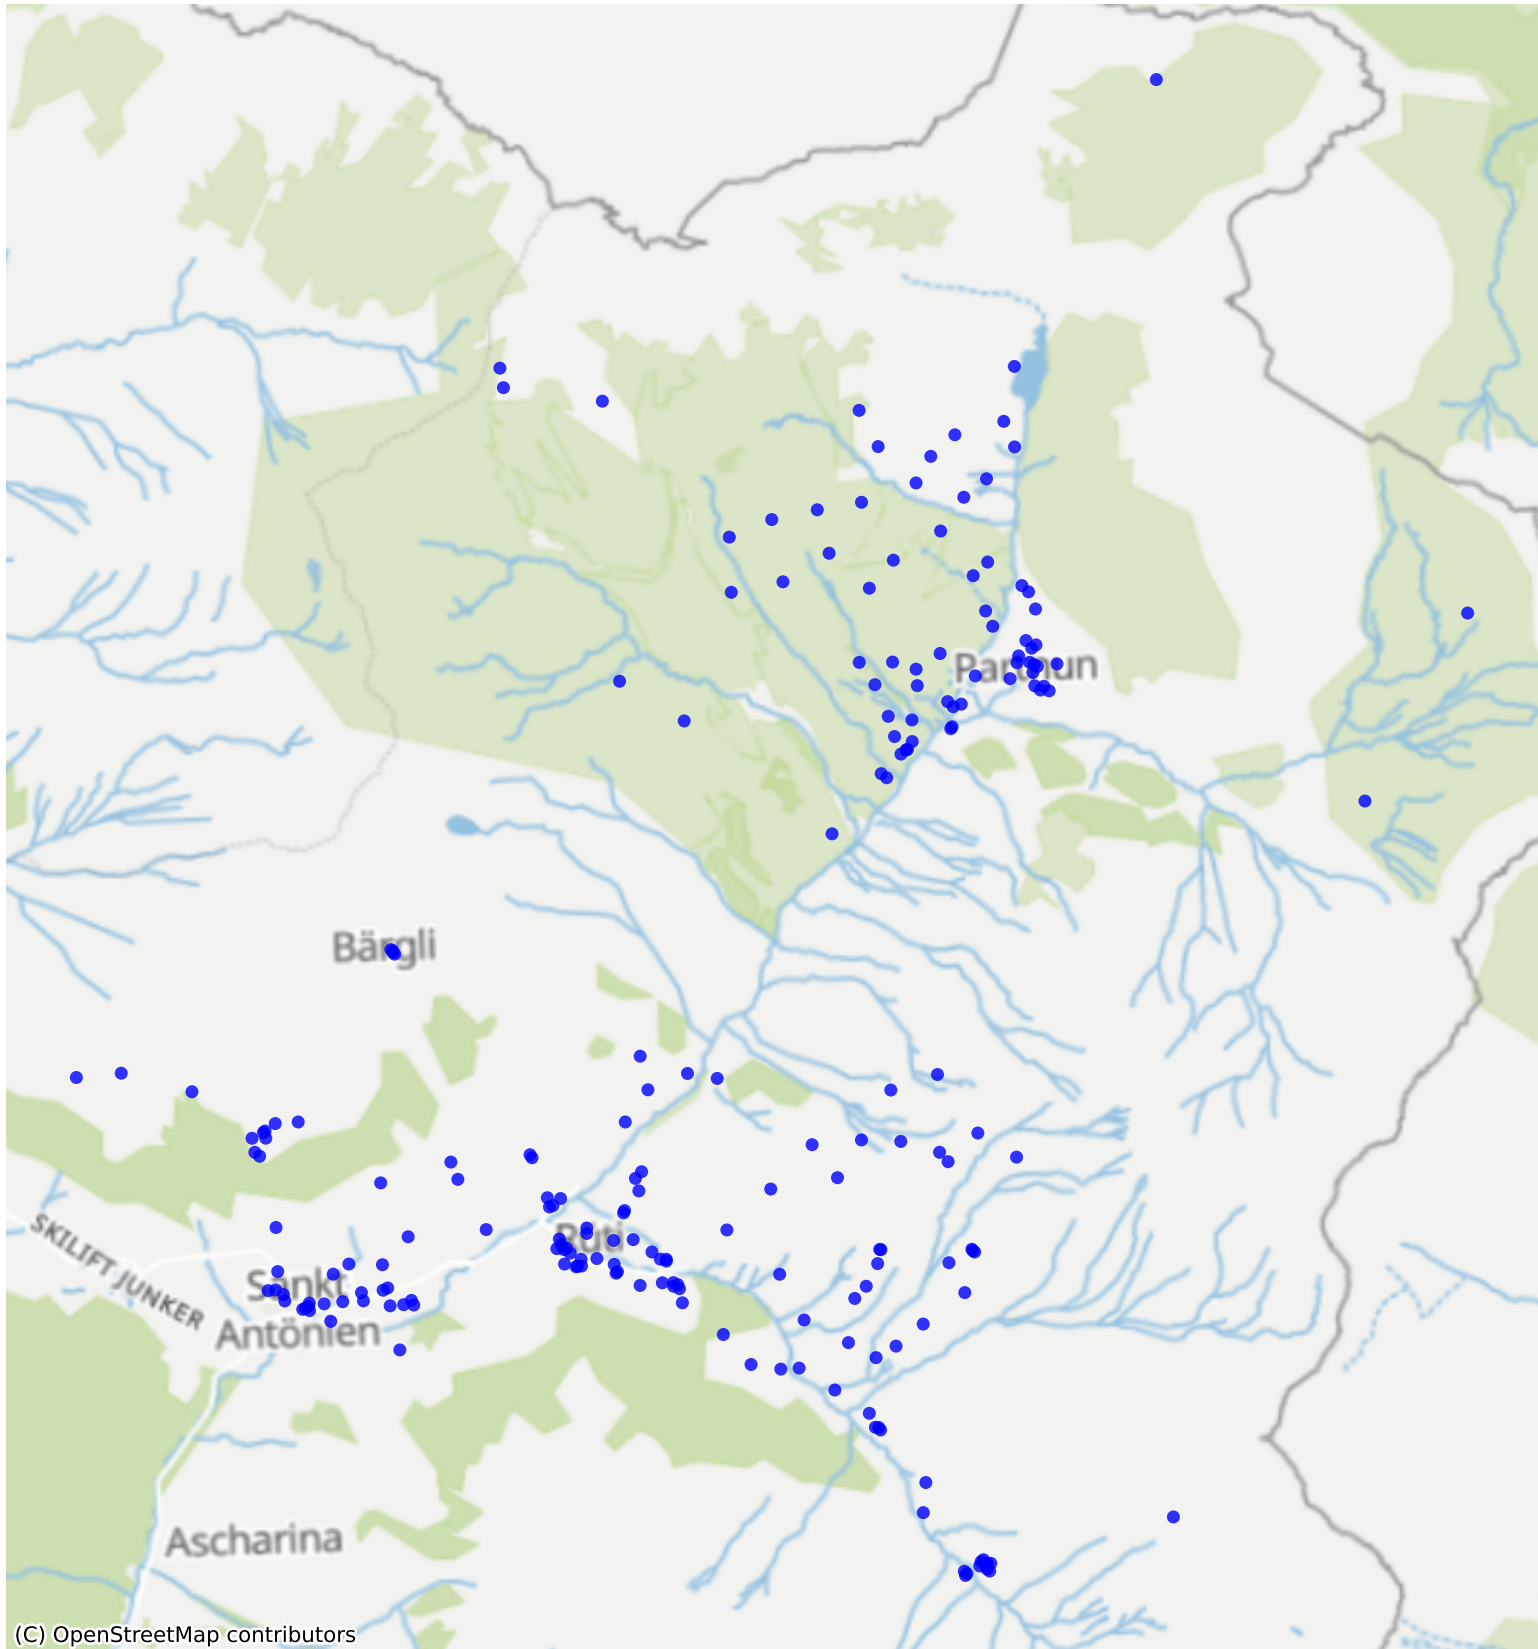 Partnun
Bärgli
SKILIFT JUNKER
Rüti
Sankt
Antönien
Ascharina
(C) OpenStreetMap contributors